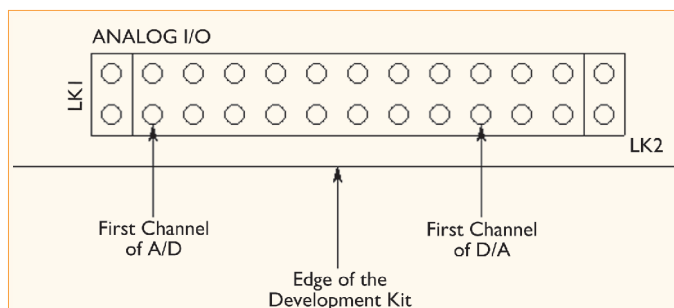 ANALOG I/O
LK1
LK2
First Channel
of A/D
First Channel
of D/A
Edge of the
Development Kit